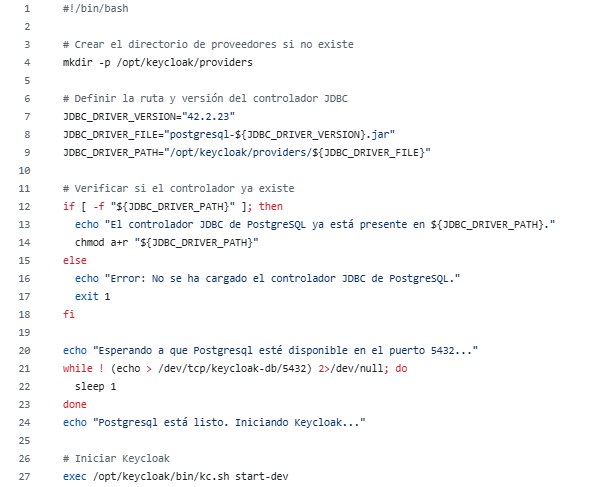 1 #!/bin/bash
2
3 # Crear el directorio de proveedores si no existe
4 mkdir -p /opt/keycloak/providers
5
6 # Definir la ruta y versión del controlador JDBC
7 JDBC_DRIVER_VERSION="42.2.23"
8 JDBC_DRIVER_FILE="postgresql-${JDBC_DRIVER_VERSION}.jar"
9 JDBC_DRIVER_PATH="/opt/keycloak/providers/${JDBC_DRIVER_FILE}"
10
11 # Verificar si el controlador ya existe
12 if [ -f "${JDBC_DRIVER_PATH}" ]; then
13   echo "El controlador JDBC de PostgreSQL ya está presente en ${JDBC_DRIVER_PATH}."
14   chmod a+r "${JDBC_DRIVER_PATH}"
15 else
16   echo "Error: No se ha cargado el controlador JDBC de PostgreSQL."
17   exit 1
18 fi
19
20 echo "Esperando a que Postgresql esté disponible en el puerto 5432..."
21 while ! (echo > /dev/tcp/keycloak-db/5432) 2>/dev/null; do
22   sleep 1
23 done
24 echo "Postgresql está listo. Iniciando Keycloak..."
25
26 # Iniciar Keycloak
27 exec /opt/keycloak/bin/kc.sh start-dev